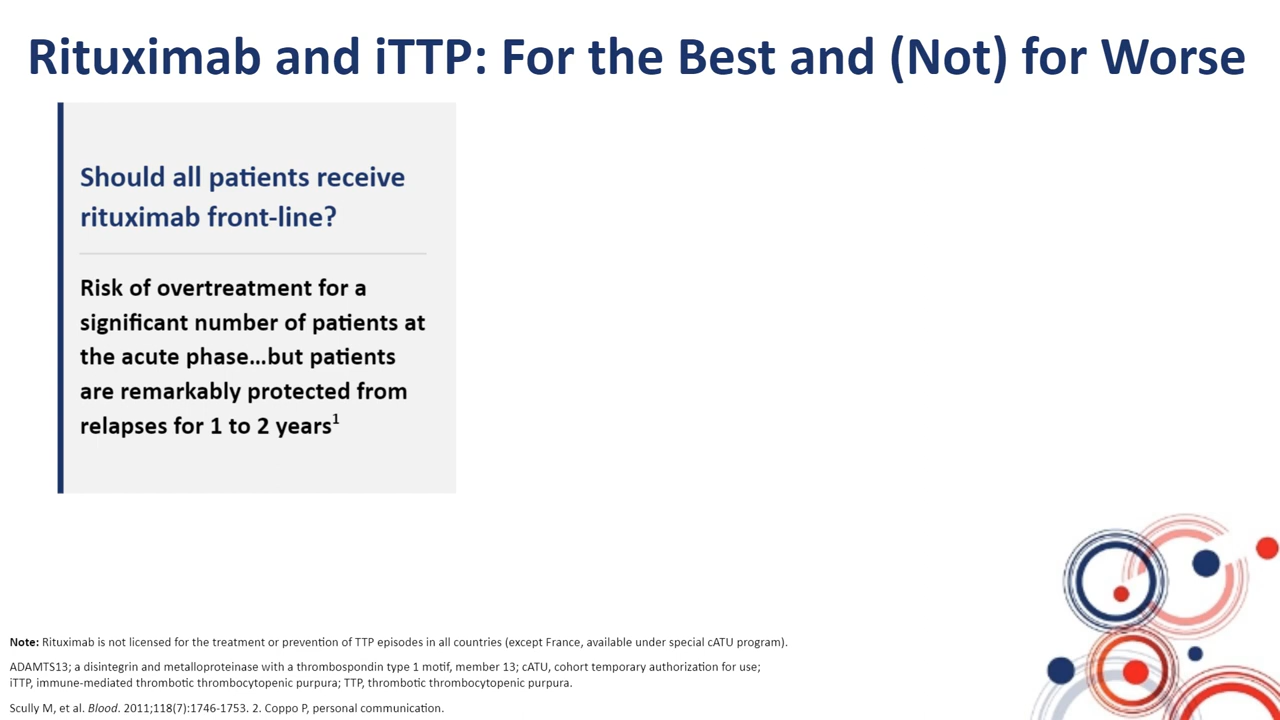 Rituximab and iTTP: For the Best and (Not) for Worse
Should all patients receive
rituximab front-line?
Risk of overtreatment for a
significant number of patients at
the acute phase...but patients
are remarkably protected from
relapses for 1 to 2 years¹
Note: Rituximab is not licensed for the treatment or prevention of TTP episodes in all countries (except France, available under special cATU program).
ADAMTS13; a disintegrin and metalloproteinase with a thrombospondin type 1 motif, member 13; cATU, cohort temporary authorization for use;
iTTP, immune-mediated thrombotic thrombocytopenic purpura; TTP, thrombotic thrombocytopenic purpura.
Scully M, et al. Blood. 2011;118(7):1746-1753. 2. Coppo P, personal communication.